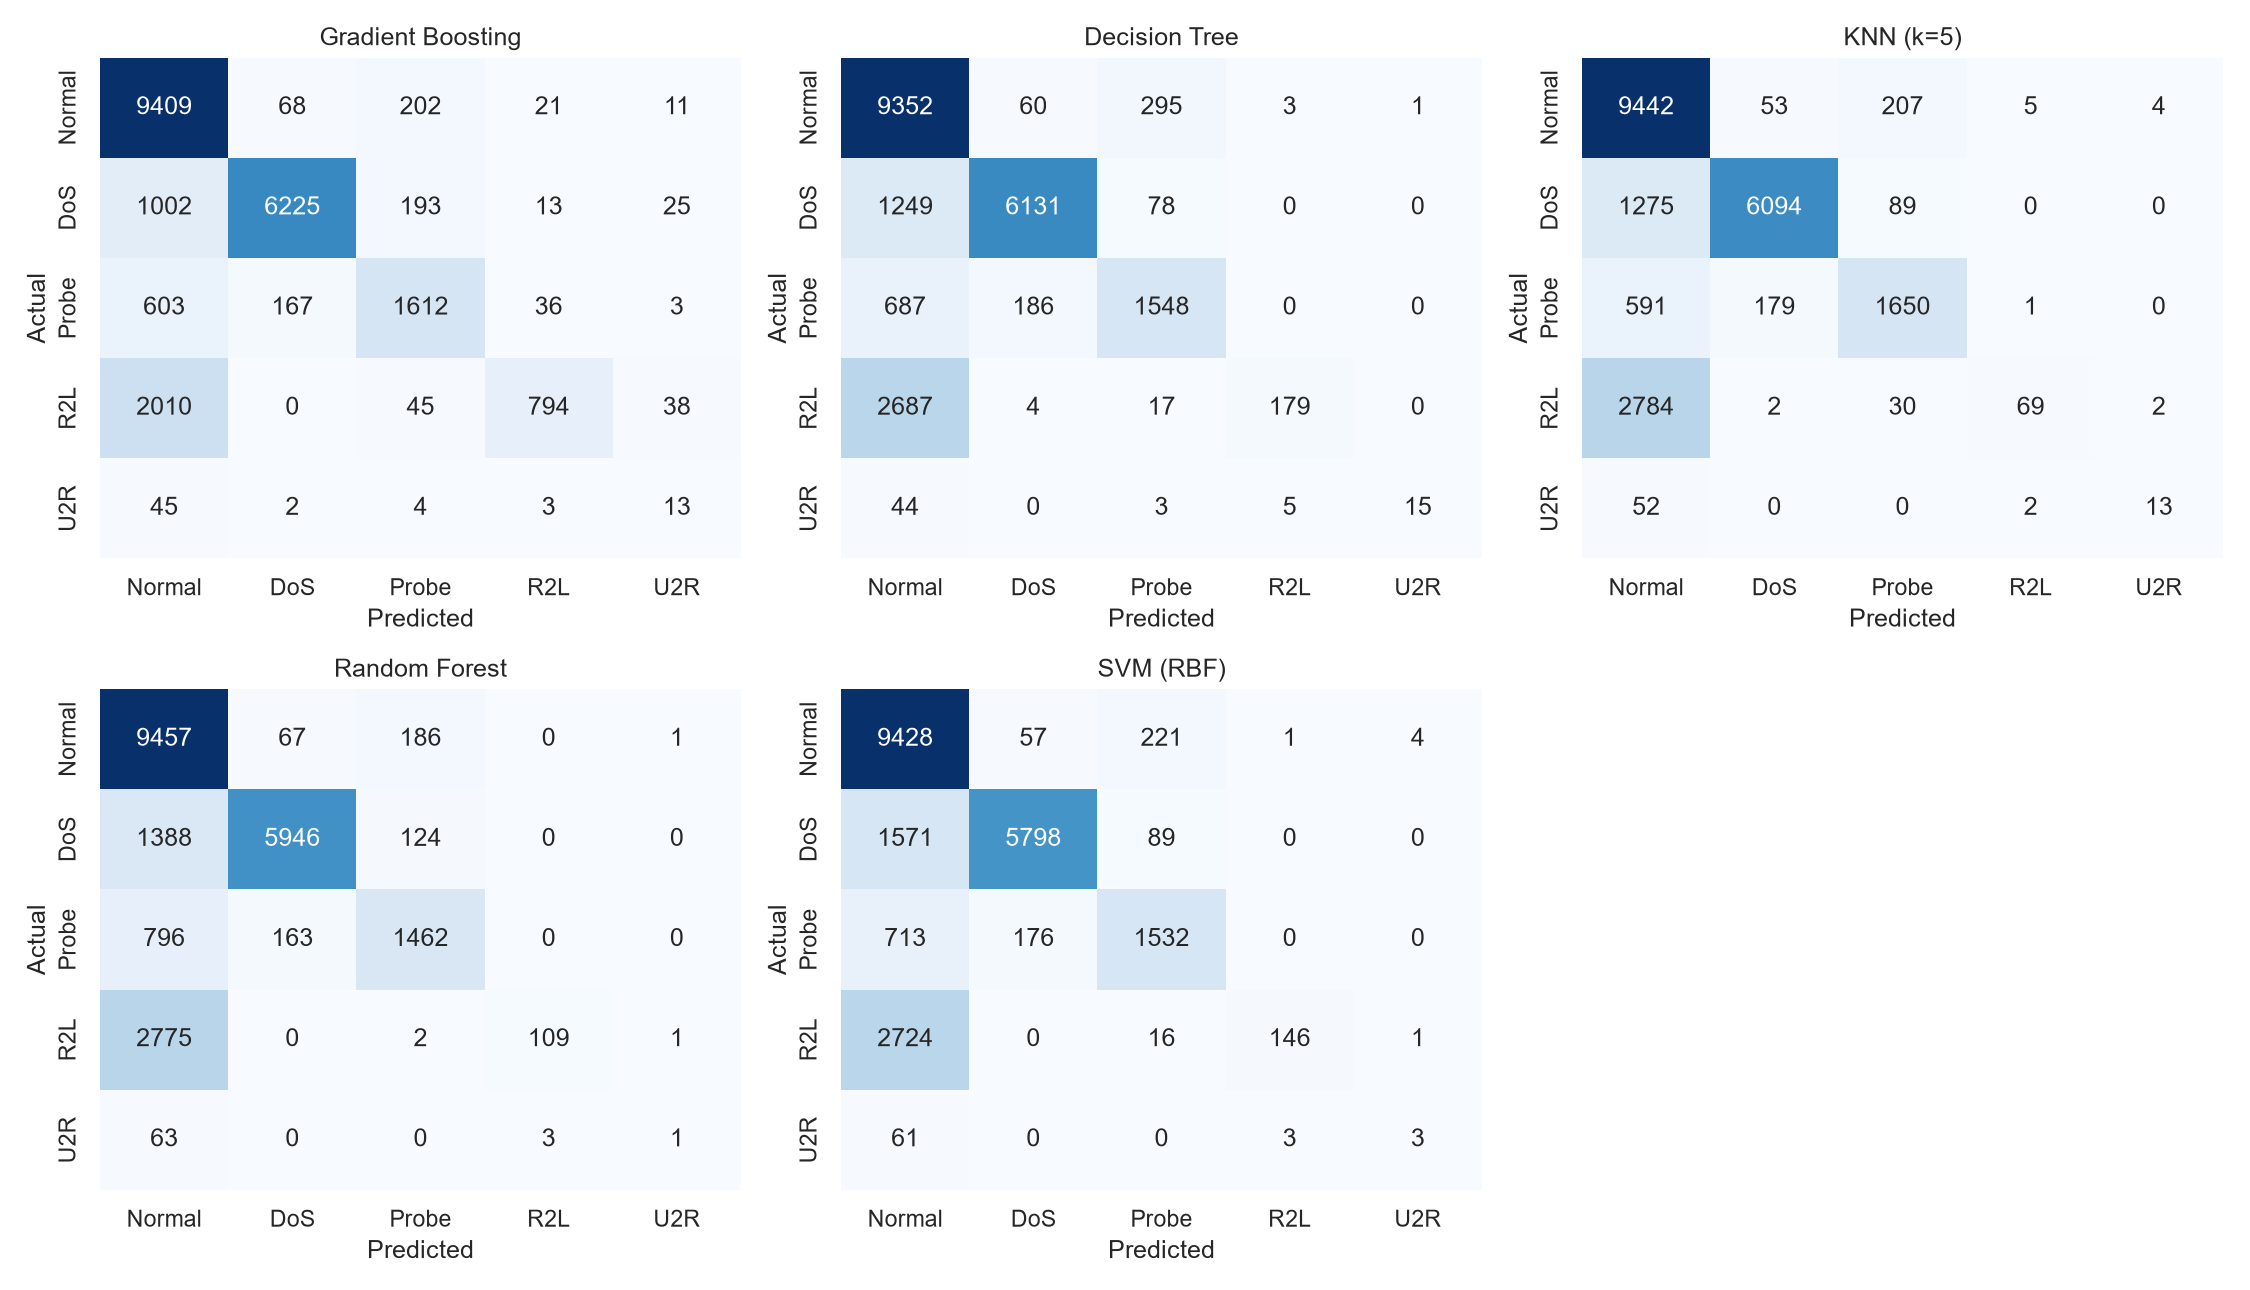 Gradient Boosting
Normal 9409 68 202 21 11
DoS 1002 6225 193 13 25
Probe 603 167 1612 36 3
R2L 2010 0 45 794 38
U2R 45 2 4 3 13
Actual
Normal DoS Probe R2L U2R
Predicted
Decision Tree
Normal 9352 60 295 3 1
DoS 1249 6131 78 0 0
Probe 687 186 1548 0 0
R2L 2687 4 17 179 0
U2R 44 0 3 5 15
Actual
Normal DoS Probe R2L U2R
Predicted
KNN (k=5)
Normal 9442 53 207 5 4
DoS 1275 6094 89 0 0
Probe 591 179 1650 1 0
R2L 2784 2 30 69 2
U2R 52 0 0 2 13
Actual
Normal DoS Probe R2L U2R
Predicted
Random Forest
Normal 9457 67 186 0 1
DoS 1388 5946 124 0 0
Probe 796 163 1462 0 0
R2L 2775 0 2 109 1
U2R 63 0 0 3 1
Actual
Normal DoS Probe R2L U2R
Predicted
SVM (RBF)
Normal 9428 57 221 1 4
DoS 1571 5798 89 0 0
Probe 713 176 1532 0 0
R2L 2724 0 16 146 1
U2R 61 0 0 3 3
Actual
Normal DoS Probe R2L U2R
Predicted